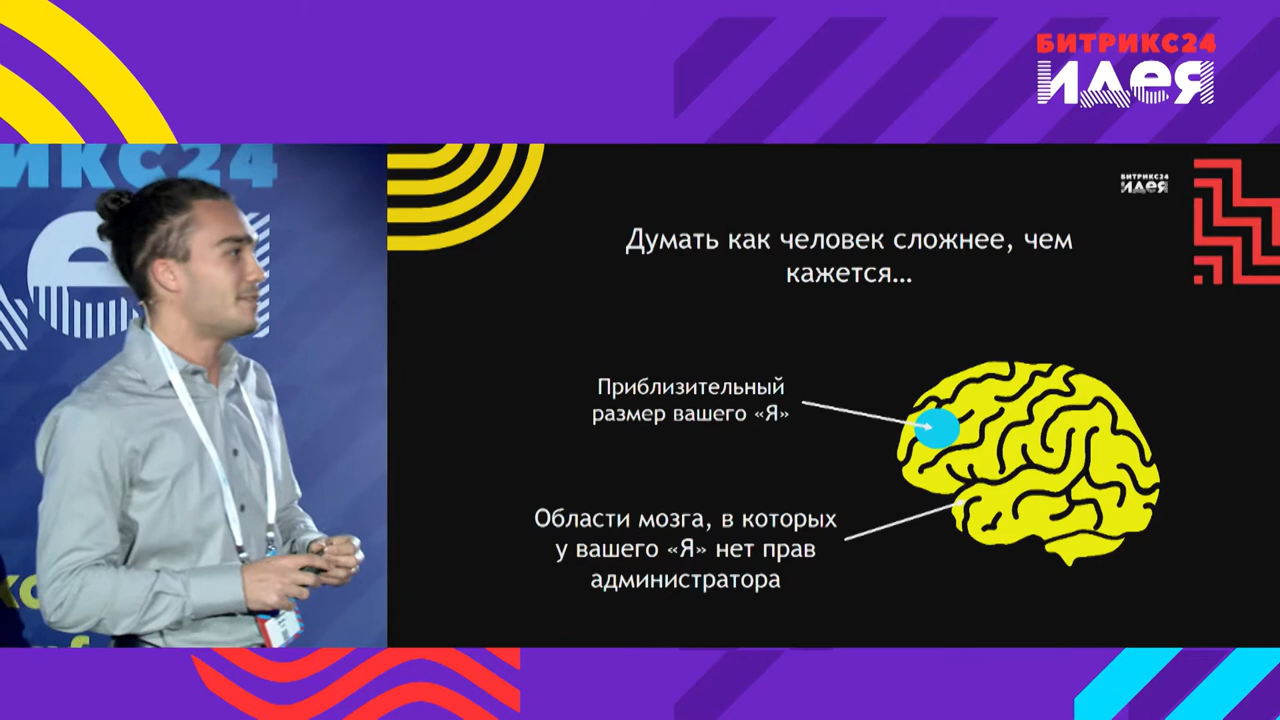 БИТРИКС24
ИДеЯ
ИКС24
БИТРИКС24
ИДеЯ
Думать как человек сложнее, чем
кажется…
Приблизительный
размер вашего «Я»
Области мозга, в которых
у вашего «Я» нет прав
администратора